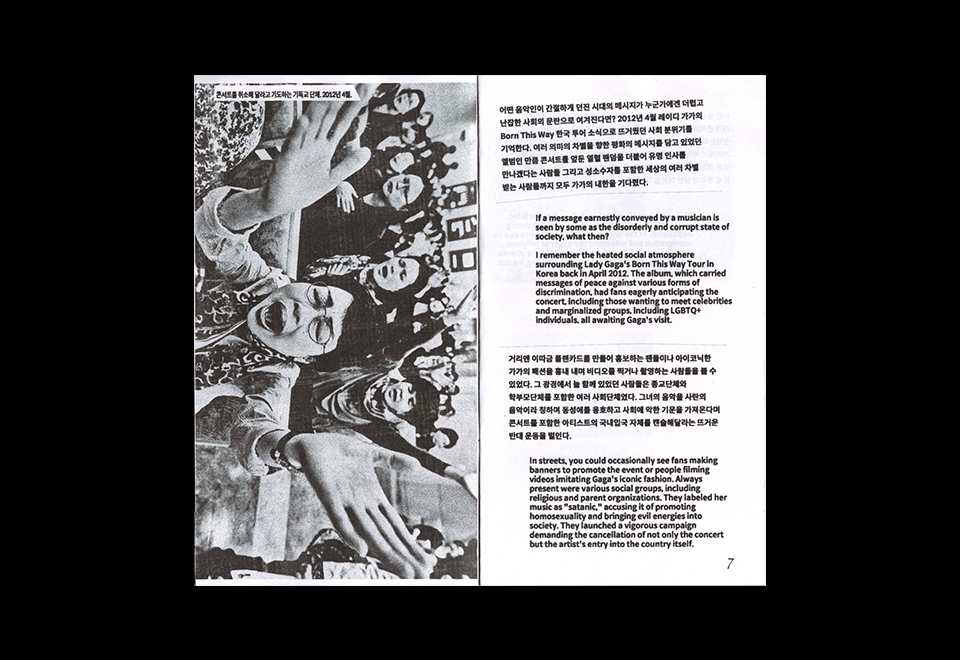 콘서트를 취소해 달라고 기도하는 기독교 단체. 2012년 4월.
어떤 음악인이 간절하게 던진 시대의 메시지가 누군가에겐 더럽고
난잡한 사회의 문란으로 여겨진다면? 2012년 4월 레이디 가가의
Born This Way 한국 투어 소식으로 뜨거웠던 사회 분위기를
기억한다. 여러 의미의 차별을 향한 평화의 메시지를 담고 있었던
앨범인 만큼 콘서트를 앞둔 열혈 팬덤을 더불어 유명 인사를
만나겠다는 사람들 그리고 성소수자를 포함한 세상의 여러 차별
받는 사람들까지 모두 가가의 내한을 기다렸다.
If a message earnestly conveyed by a musician is
seen by some as the disorderly and corrupt state of
society, what then?
I remember the heated social atmosphere
surrounding Lady Gaga's Born This Way Tour in
Korea back in April 2012. The album, which carried
messages of peace against various forms of
discrimination, had fans eagerly anticipating the
concert, including those wanting to meet celebrities
and marginalized groups, including LGBTQ+
individuals, all awaiting Gaga's visit.
거리엔 이따금 플랜카드를 만들어 홍보하는 팬들이나 아이코닉한
가가의 패션을 흉내 내며 비디오를 찍거나 촬영하는 사람들을 볼 수
있었다. 그 광경에서 늘 함께 있었던 사람들은 종교단체와
학부모단체를 포함한 여러 사회단체였다. 그녀의 음악을 사탄의
음악이라 칭하며 동성애를 옹호하고 사회에 악한 기운을 가져온다며
콘서트를 포함한 아티스트의 국내입국 자체를 캔슬해달라는 뜨거운
반대 운동을 벌인다.
In streets, you could occasionally see fans making
banners to promote the event or people filming
videos imitating Gaga's iconic fashion. Always
present were various social groups, including
religious and parent organizations. They labeled her
music as "satanic," accusing it of promoting
homosexuality and bringing evil energies into
society. They launched a vigorous campaign
demanding the cancellation of not only the concert
but the artist's entry into the country itself.
7